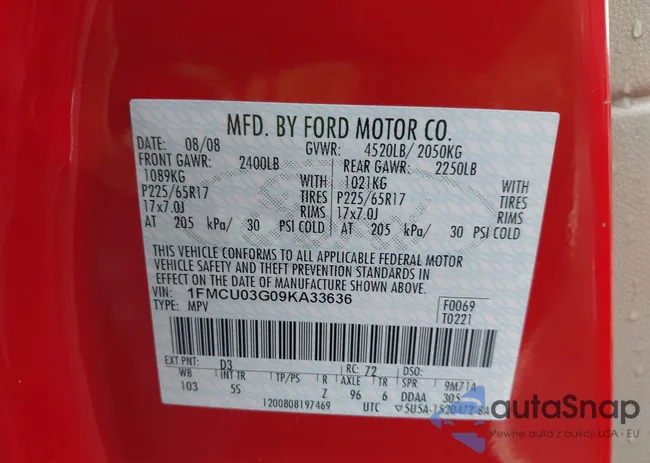 MFD. BY FORD MOTOR CO.
DATE: 08/08 GVWR: 4520LB/ 2050KG
FRONT GAWR: 2400LB REAR GAWR: 2250LB
1089KG WITH 1021KG WITH
P225/65R17 TIRES P225/65R17 TIRES
17x7.0J RIMS 17x7.0J RIMS
AT 205 kPa/ 30 PSI COLD AT 205 kPa/ 30 PSI COLD
THIS VEHICLE CONFORMS TO ALL APPLICABLE FEDERAL MOTOR
VEHICLE SAFETY AND THEFT PREVENTION STANDARDS IN
EFFECT ON THE DATE OF MANUFACTURE SHOWN ABOVE.
VIN: 1FMCU03G09KA33636 F0069
TYPE: MPV T0221
EXT PNT: D3 RC: 72 DSO:
WB INT TR TP/PS R AXLE TR SPR 9M71A
103 5S Z 96 6 DDAA 305
1200808197469 UTC 5U5A-1520472-BA
autaSnap
Pewne auta z aukcji USA i EU